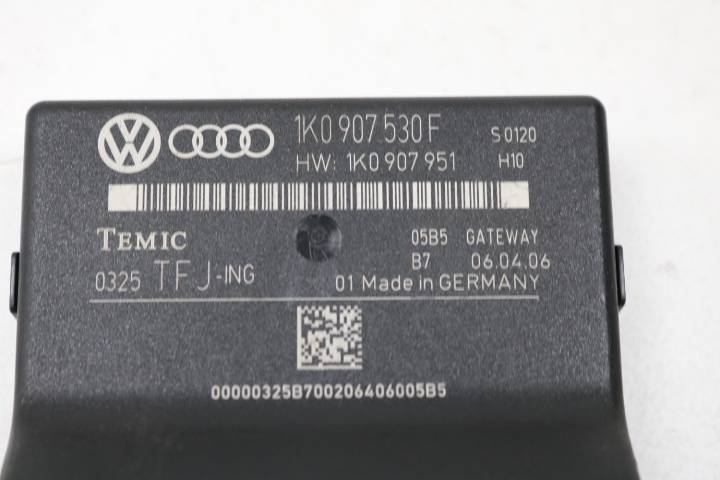 1K0 907 530 F S0120
HW: 1K0 907 951 H10
TEMIC 05B5 GATEWAY
B7 06.04.06
0325 TFJ-ING 01 Made in GERMANY
00000325B700206406005B5